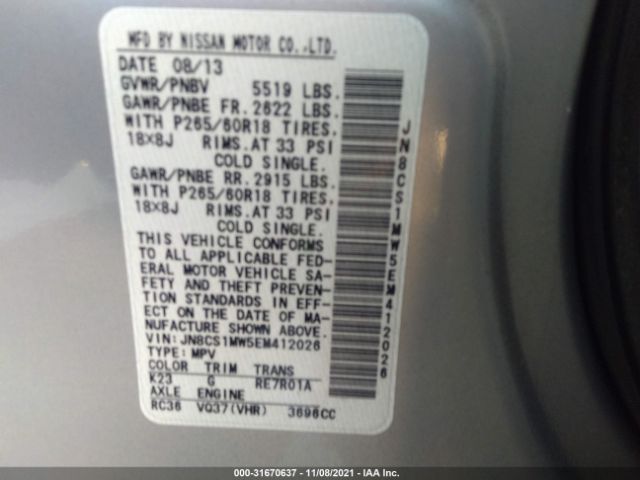 MFD BY NISSAN MOTOR CO.,LTD.
DATE 08/13
GVWR/PNBV 5519 LBS.
GAWR/PNBE FR. 2622 LBS.
WITH P265/60R18 TIRES.
18X8J RIMS.AT 33 PSI
COLD SINGLE.
GAWR/PNBE RR. 2915 LBS.
WITH P265/60R18 TIRES.
18X8J RIMS.AT 33 PSI
COLD SINGLE.
THIS VEHICLE CONFORMS
TO ALL APPLICABLE FED-
ERAL MOTOR VEHICLE SA-
FETY AND THEFT PREVEN-
TION STANDARDS IN EFF-
ECT ON THE DATE OF MA-
NUFACTURE SHOWN ABOVE.
VIN:JN8CS1MW5EM412026
TYPE:MPV
COLOR TRIM TRANS
K23 G RE7R01A
AXLE ENGINE
RC36 VQ37(VHR) 3696CC
JN8CS1MW5EM412026
000-31670637 - 11/08/2021 - IAA Inc.